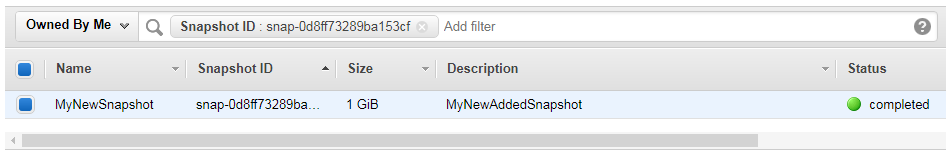 Owned By Me Snapshot ID : snap-0d8ff73289ba153cf Add filter ?
Name Snapshot ID Size Description Status
MyNewSnapshot snap-0d8ff73289ba... 1 GiB MyNewAddedSnapshot completed